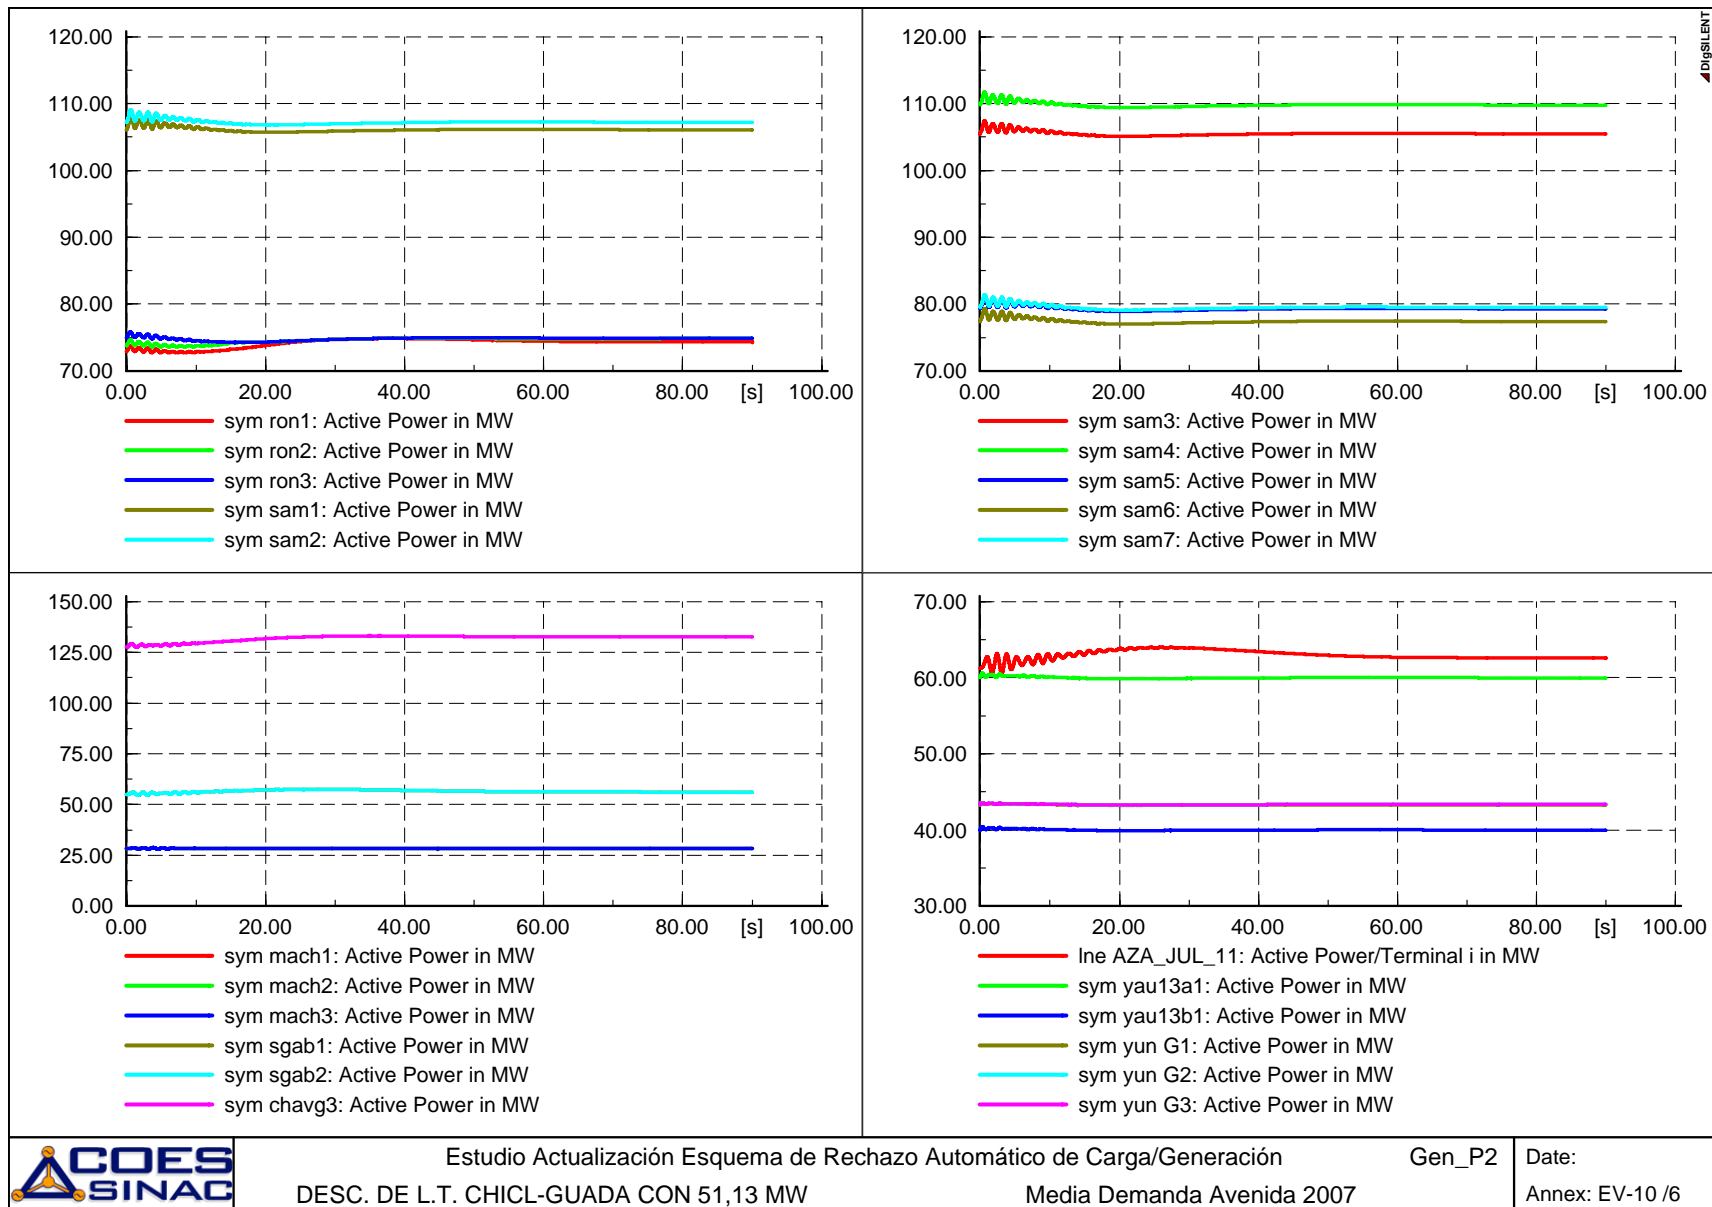 DIgSILENT
120.00
110.00
100.00
90.00
80.00
70.00
0.00 20.00 40.00 60.00 80.00 [s] 100.00
sym ron1: Active Power in MW
sym ron2: Active Power in MW
sym ron3: Active Power in MW
sym sam1: Active Power in MW
sym sam2: Active Power in MW
120.00
110.00
100.00
90.00
80.00
70.00
0.00 20.00 40.00 60.00 80.00 [s] 100.00
sym sam3: Active Power in MW
sym sam4: Active Power in MW
sym sam5: Active Power in MW
sym sam6: Active Power in MW
sym sam7: Active Power in MW
150.00
125.00
100.00
75.00
50.00
25.00
0.00
0.00 20.00 40.00 60.00 80.00 [s] 100.00
sym mach1: Active Power in MW
sym mach2: Active Power in MW
sym mach3: Active Power in MW
sym sgab1: Active Power in MW
sym sgab2: Active Power in MW
sym chavg3: Active Power in MW
70.00
60.00
50.00
40.00
30.00
0.00 20.00 40.00 60.00 80.00 [s] 100.00
lne AZA_JUL_11: Active Power/Terminal i in MW
sym yau13a1: Active Power in MW
sym yau13b1: Active Power in MW
sym yun G1: Active Power in MW
sym yun G2: Active Power in MW
sym yun G3: Active Power in MW
COES
SINAC
Estudio Actualización Esquema de Rechazo Automático de Carga/Generación Gen_P2
DESC. DE L.T. CHICL-GUADA CON 51,13 MW Media Demanda Avenida 2007
Date:
Annex: EV-10 /6